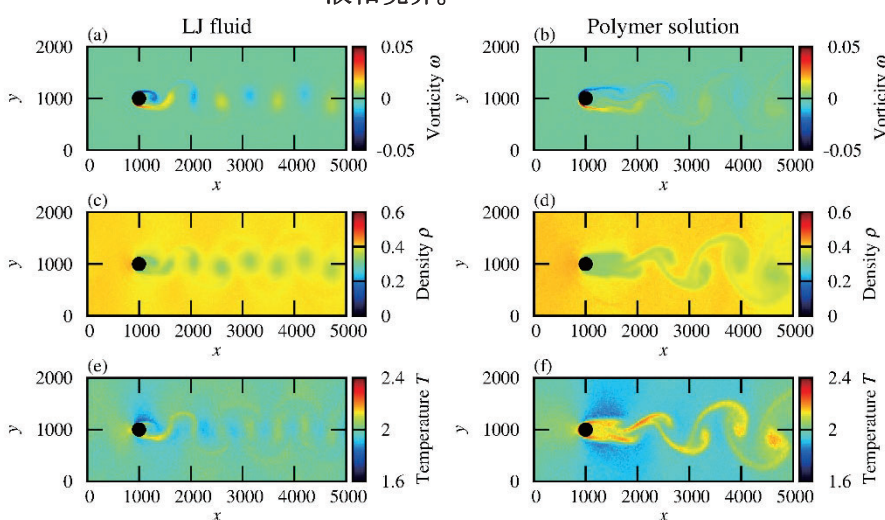 LJ fluid
Polymer solution
(a)
2000
1000
0
y
0 1000 2000 3000 4000 5000
x
0.05
0
-0.05
Vorticity ω
(b)
2000
1000
0
y
0 1000 2000 3000 4000 5000
x
0.05
0
-0.05
Vorticity ω
(c)
2000
1000
0
y
0 1000 2000 3000 4000 5000
x
0.6
0.4
0.2
0
Density ρ
(d)
2000
1000
0
y
0 1000 2000 3000 4000 5000
x
0.6
0.4
0.2
0
Density ρ
(e)
2000
1000
0
y
0 1000 2000 3000 4000 5000
x
2.4
2
1.6
Temperature T
(f)
2000
1000
0
y
0 1000 2000 3000 4000 5000
x
2.4
2
1.6
Temperature T